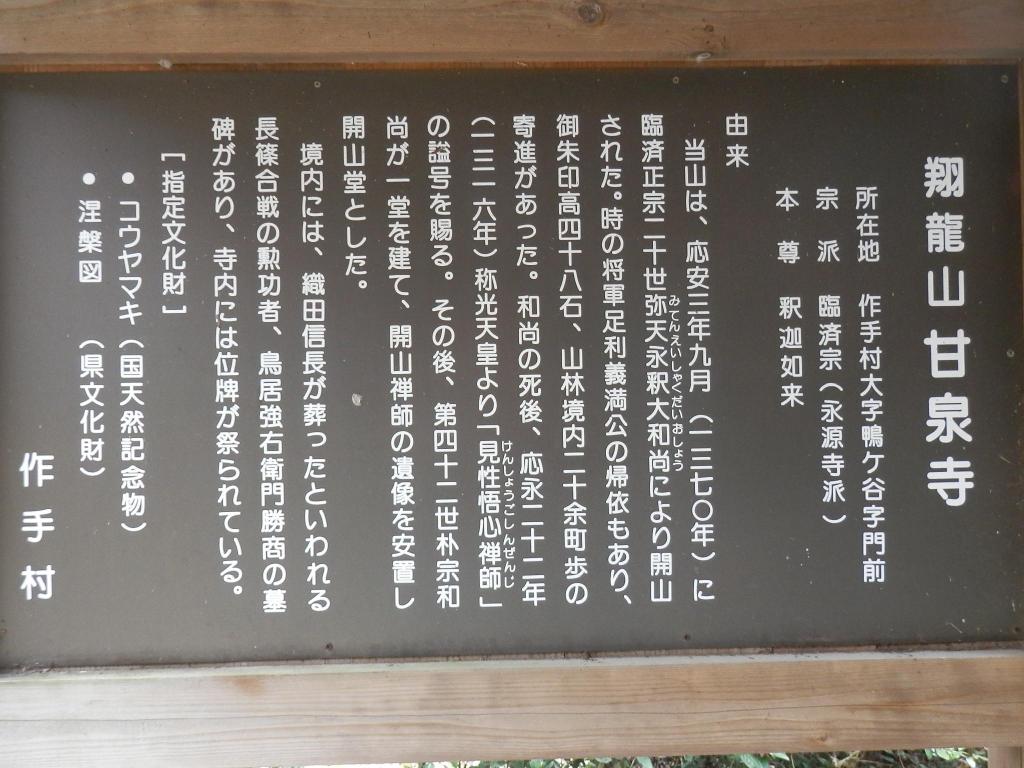 翔龍山甘泉寺
所在地 作手村大字鴨ケ谷字門前
宗派 臨済宗(永源寺派)
本尊 釈迦如来
由来
当山は、応安三年九月(一三七〇年)に
臨済正宗二十世弥天永釈大和尚により開山
みてんえいしゃくだいおしょう
された。時の将軍足利義満公の帰依もあり、
御朱印高四十八石、山林境内二十余町歩の
寄進があった。和尚の死後、応永二十二年
(一三一六年)称光天皇より「見性悟心禅師」
けんしょうごしんぜんじ
の諡号を賜る。その後、第四十二世朴宗和
尚が一堂を建て、開山禅師の遺像を安置し
開山堂とした。
境内には、織田信長が葬ったといわれる
長篠合戦の勲功者、鳥居強右衛門勝商の墓
碑があり、寺内には位牌が祭られている。
[指定文化財]
●コウヤマキ(国天然記念物)
●涅槃図 (県文化財)
作手村